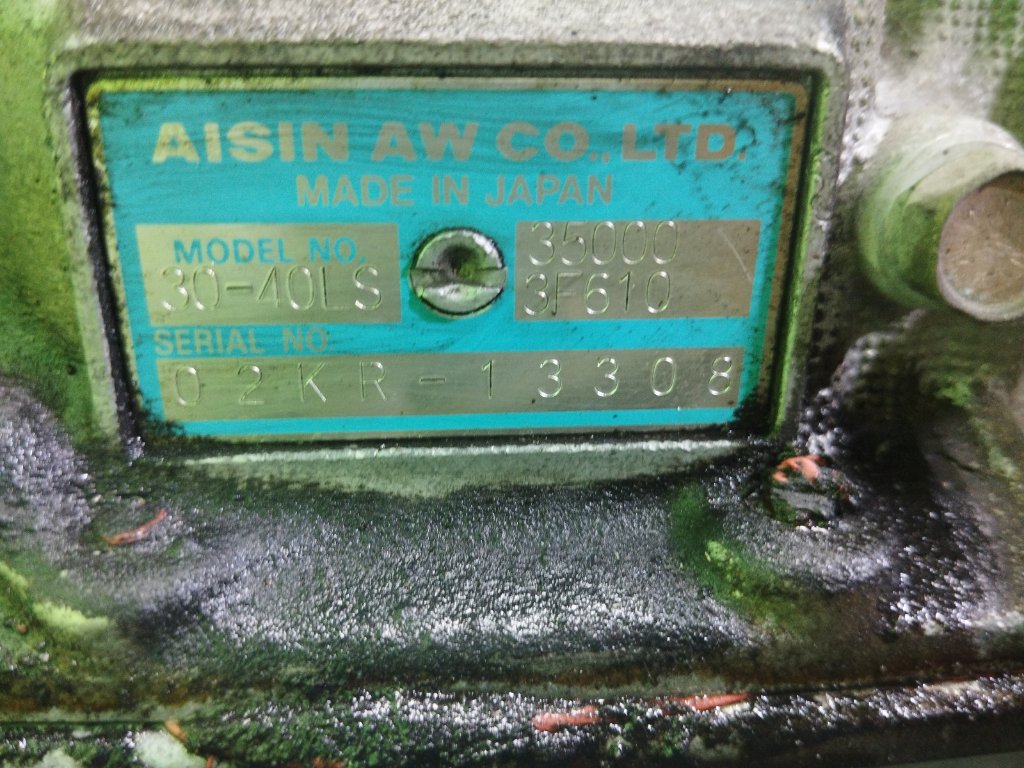 AISIN AW CO., LTD.
MADE IN JAPAN
MODEL NO.
30-40LS
35000
3F610
SERIAL NO
02KR-13308